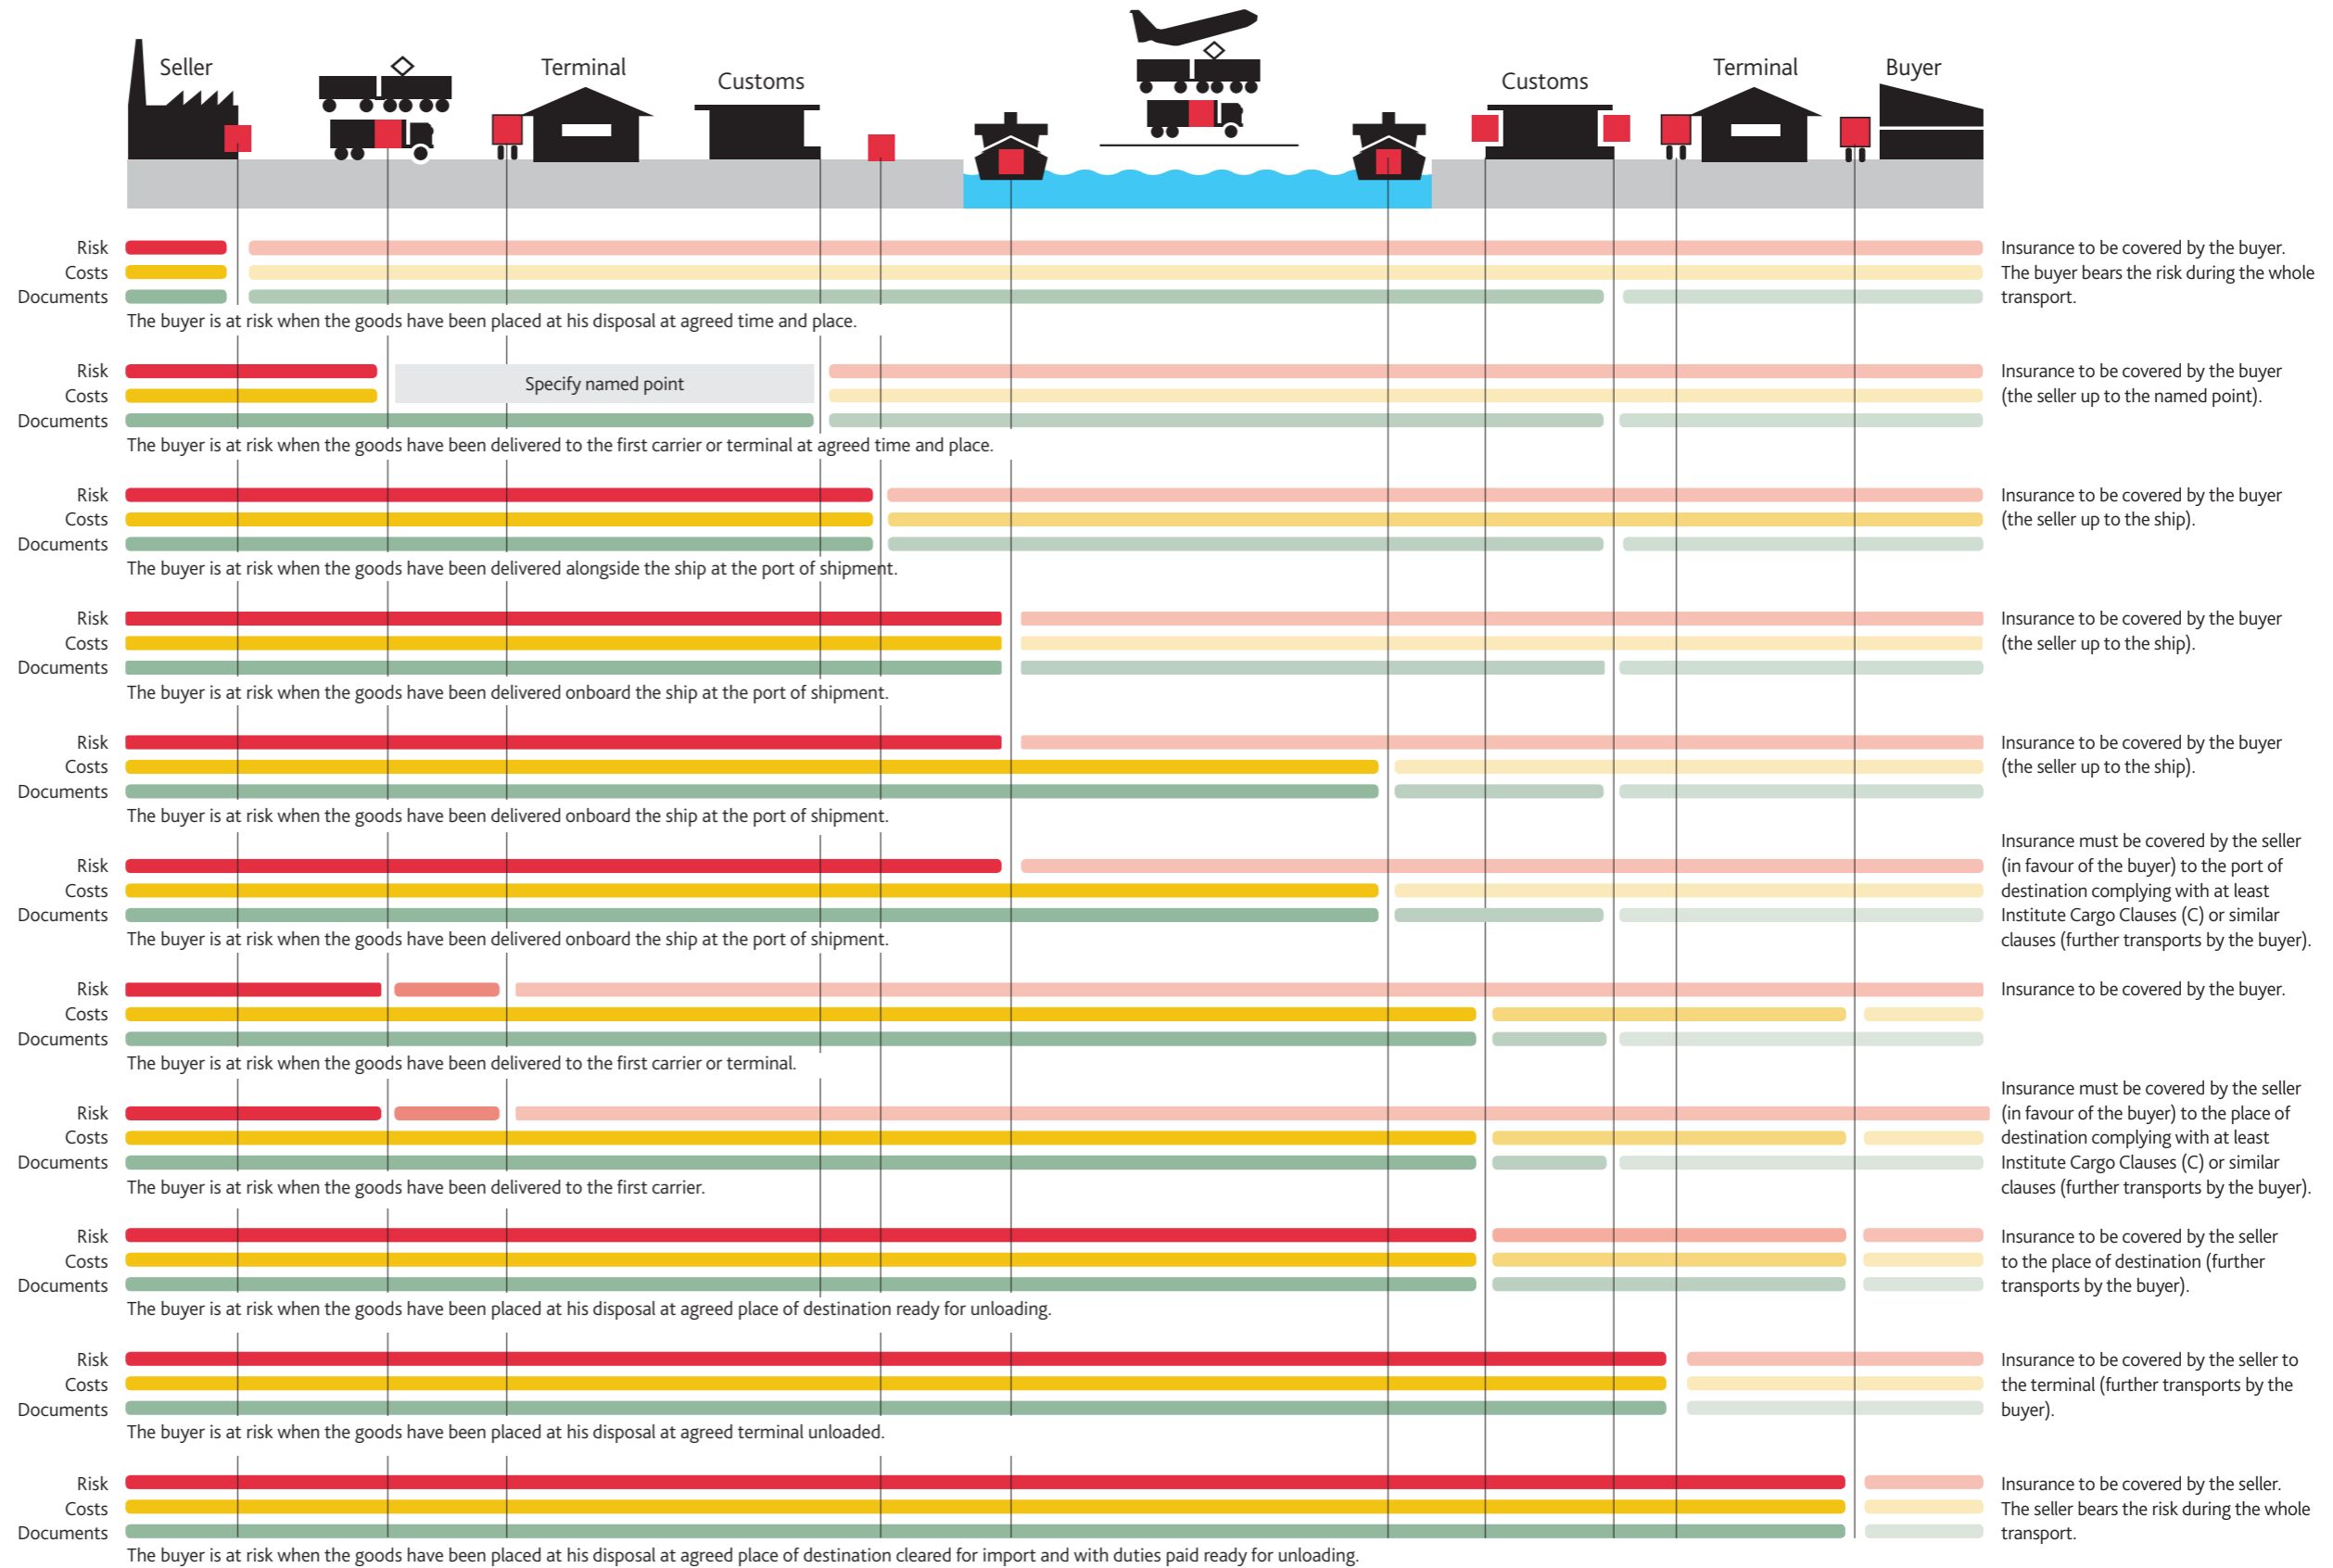 Seller
Terminal
Customs
Customs
Terminal
Buyer
Risk
Costs
Documents
Insurance to be covered by the buyer.
The buyer bears the risk during the whole
transport.
The buyer is at risk when the goods have been placed at his disposal at agreed time and place.
Risk
Costs
Documents
Specify named point
Insurance to be covered by the buyer
(the seller up to the named point).
The buyer is at risk when the goods have been delivered to the first carrier or terminal at agreed time and place.
Risk
Costs
Documents
Insurance to be covered by the buyer
(the seller up to the ship).
The buyer is at risk when the goods have been delivered alongside the ship at the port of shipment.
Risk
Costs
Documents
Insurance to be covered by the buyer
(the seller up to the ship).
The buyer is at risk when the goods have been delivered onboard the ship at the port of shipment.
Risk
Costs
Documents
Insurance to be covered by the buyer
(the seller up to the ship).
The buyer is at risk when the goods have been delivered onboard the ship at the port of shipment.
Risk
Costs
Documents
Insurance must be covered by the seller
(in favour of the buyer) to the port of
destination complying with at least
Institute Cargo Clauses (C) or similar
clauses (further transports by the buyer).
The buyer is at risk when the goods have been delivered onboard the ship at the port of shipment.
Risk
Costs
Documents
Insurance to be covered by the buyer.
The buyer is at risk when the goods have been delivered to the first carrier or terminal.
Risk
Costs
Documents
Insurance must be covered by the seller
(in favour of the buyer) to the place of
destination complying with at least
Institute Cargo Clauses (C) or similar
clauses (further transports by the buyer).
The buyer is at risk when the goods have been delivered to the first carrier.
Risk
Costs
Documents
Insurance to be covered by the seller
to the place of destination (further
transports by the buyer).
The buyer is at risk when the goods have been placed at his disposal at agreed place of destination ready for unloading.
Risk
Costs
Documents
Insurance to be covered by the seller to
the terminal (further transports by the
buyer).
The buyer is at risk when the goods have been placed at his disposal at agreed terminal unloaded.
Risk
Costs
Documents
Insurance to be covered by the seller.
The seller bears the risk during the whole
transport.
The buyer is at risk when the goods have been placed at his disposal at agreed place of destination cleared for import and with duties paid ready for unloading.